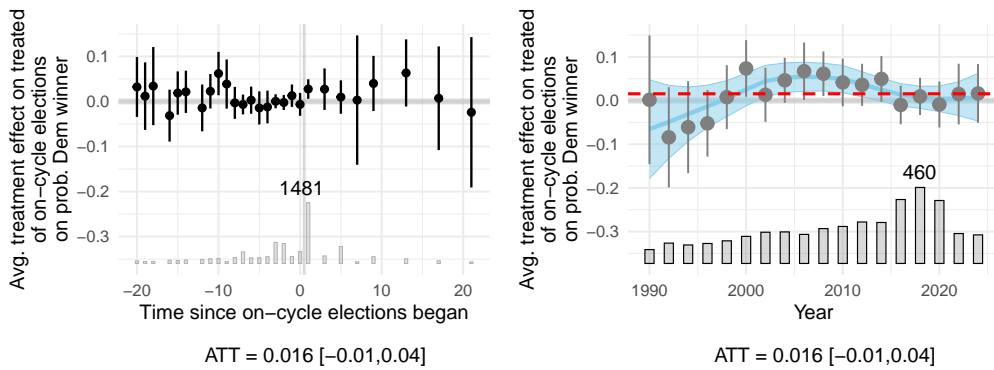 Avg. treatment effect on treated
of on−cycle elections
on prob. Dem winner
0.1
0.0
−0.1
−0.2
−0.3
1481
−20
−10
0
10
20
Time since on−cycle elections began
ATT = 0.016 [−0.01,0.04]
Avg. treatment effect on treated
of on−cycle elections
on prob. Dem winner
0.1
0.0
−0.1
−0.2
−0.3
460
1990
2000
2010
2020
Year
ATT = 0.016 [−0.01,0.04]